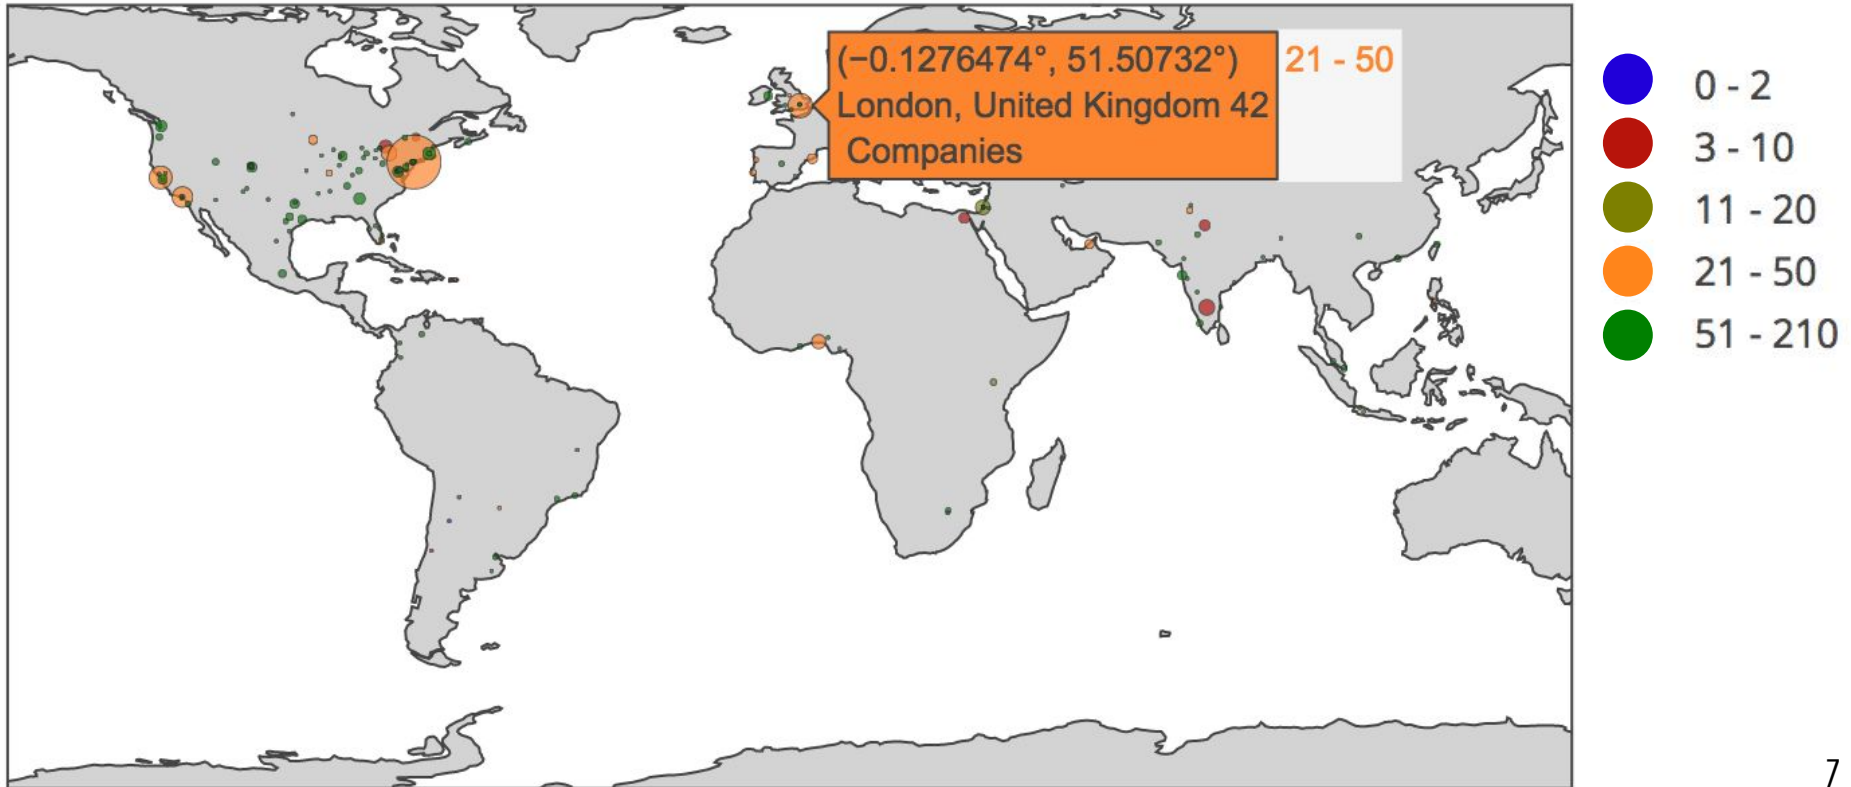 (−0.1276474°, 51.50732°) 21 - 50
London, United Kingdom 42
Companies
0 - 2
3 - 10
11 - 20
21 - 50
51 - 210
7